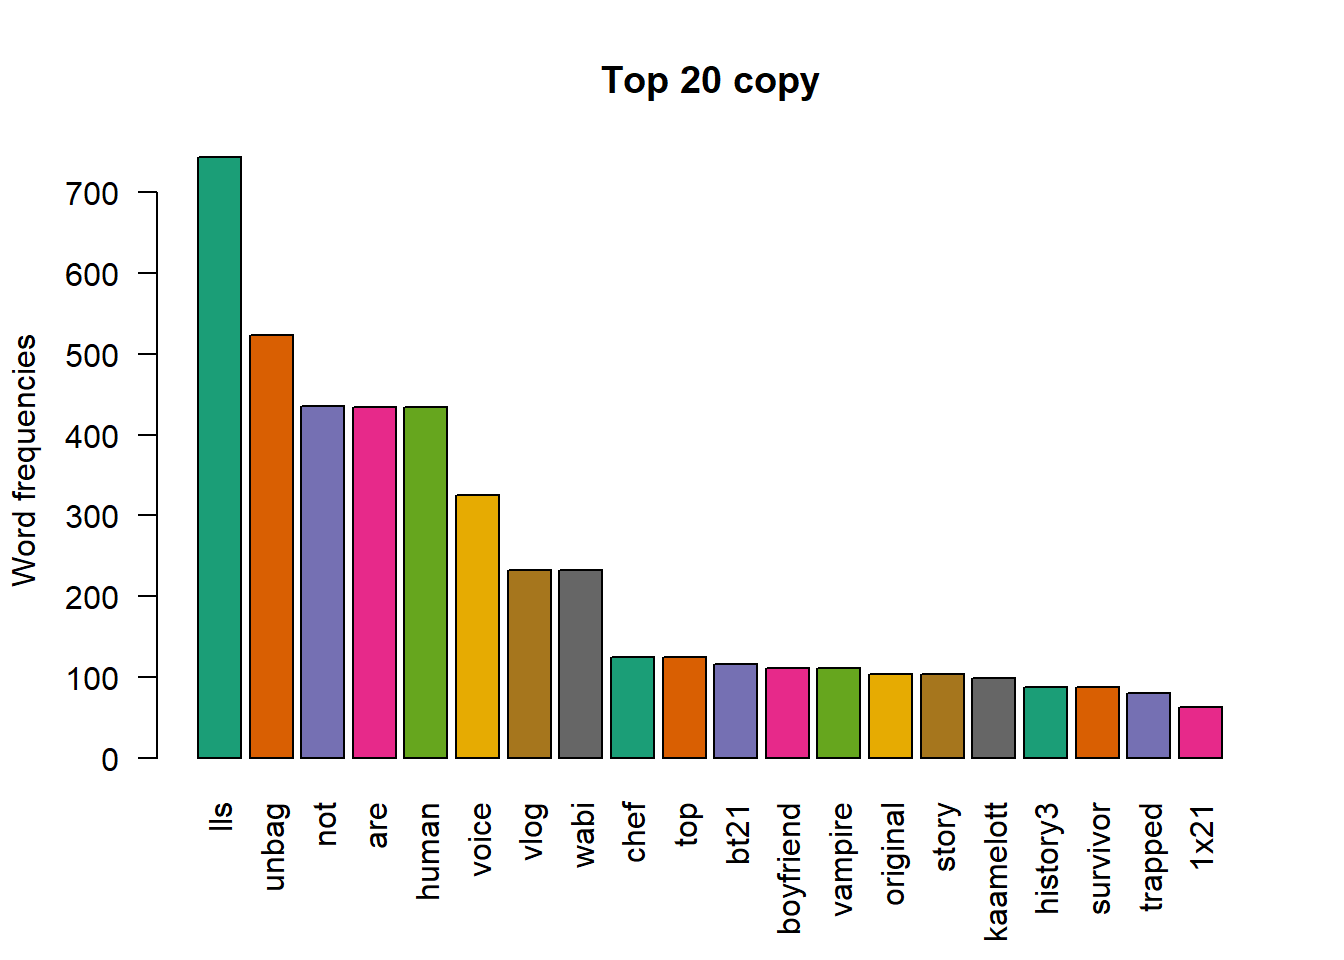 Top 20 copy
Word frequencies
700
600
500
400
300
200
100
0
lls
unbag
not
are
human
voice
vlog
wabi
chef
top
bt21
boyfriend
vampire
original
story
kaamelott
history3
survivor
trapped
1x21